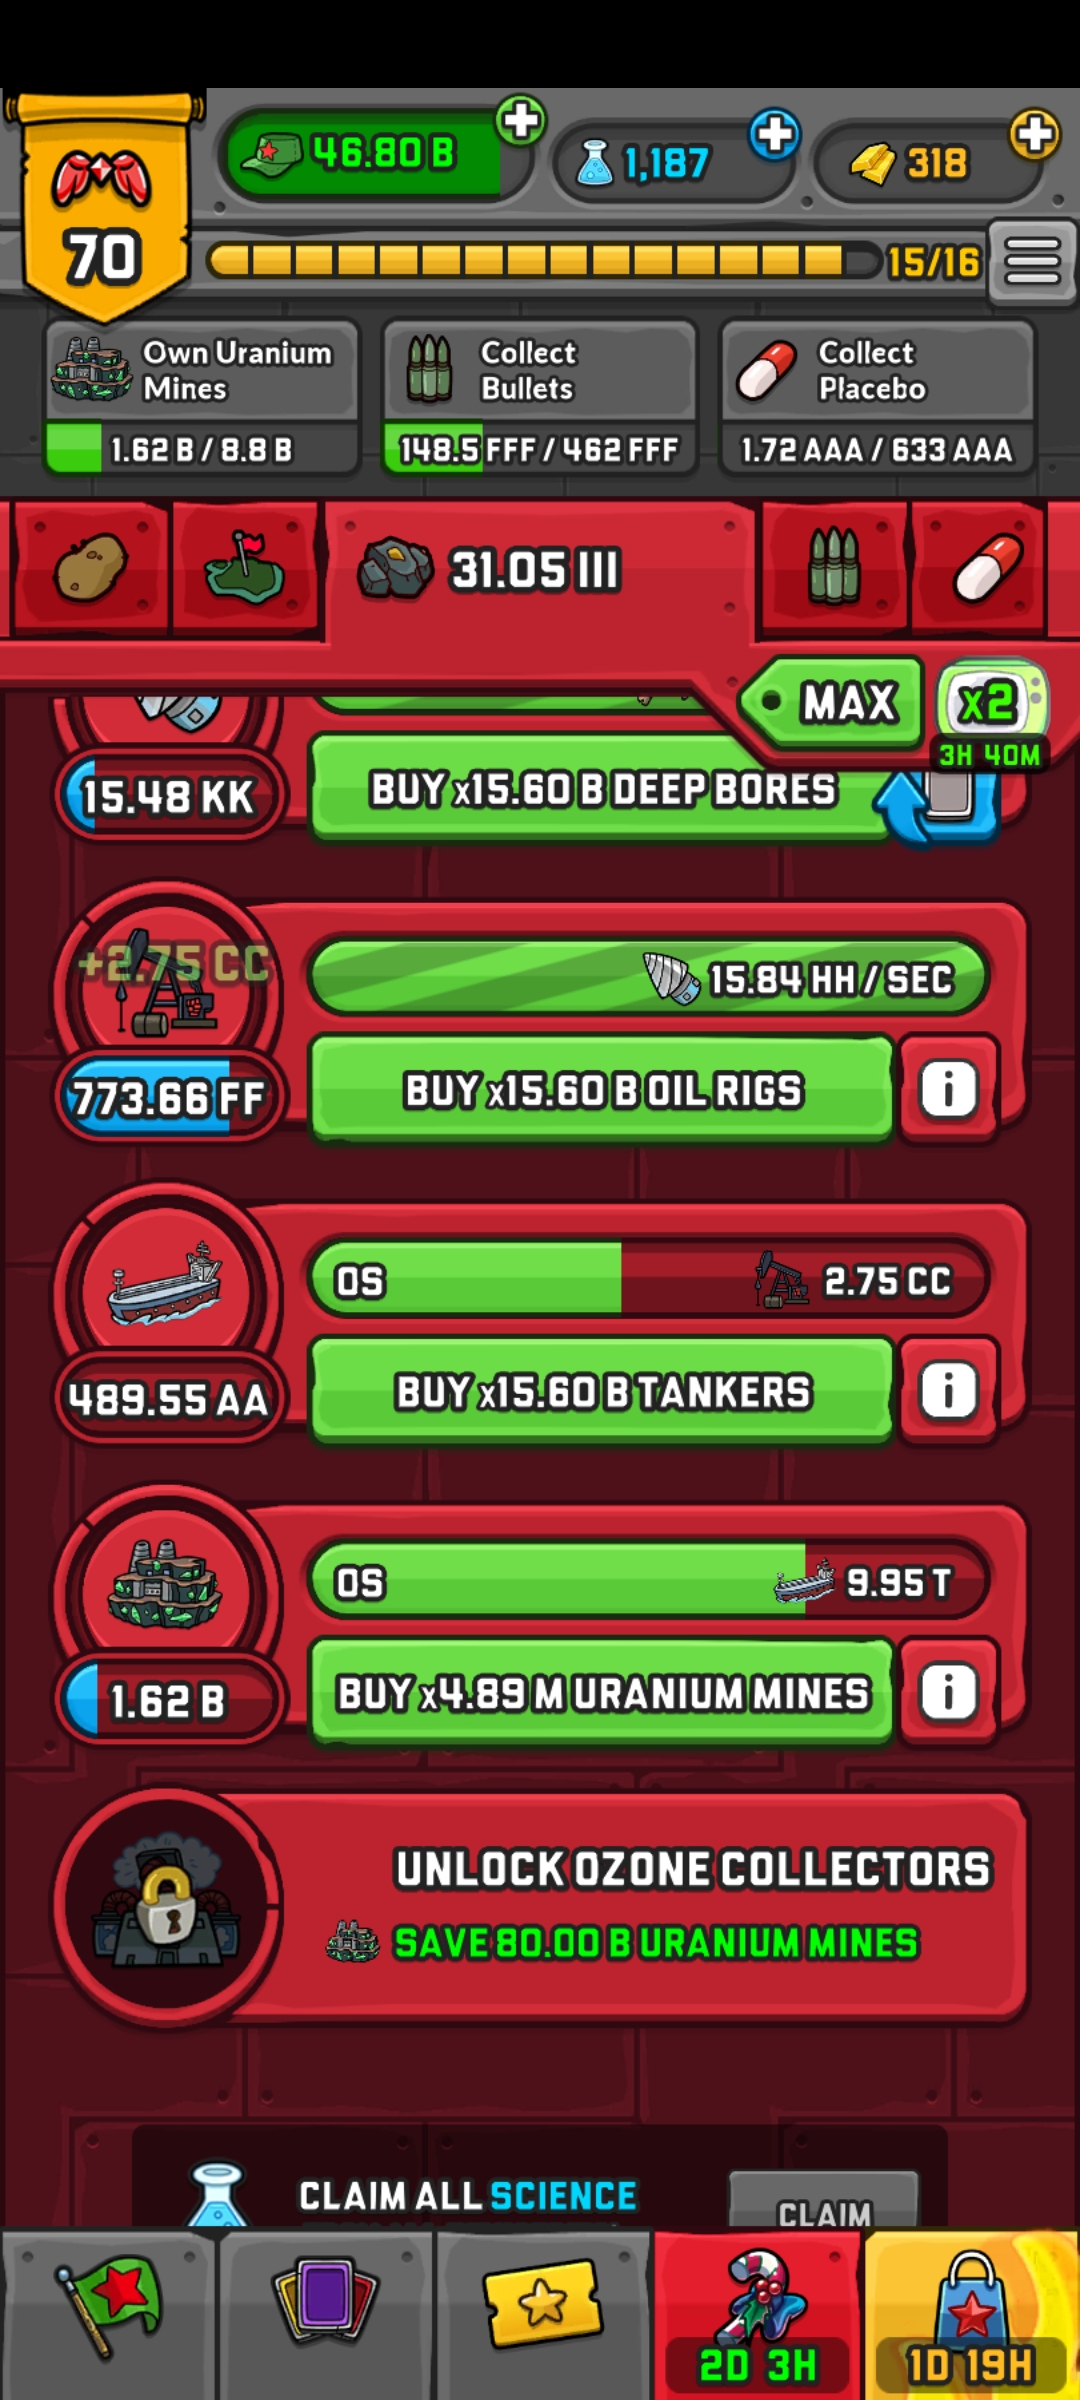 46.80 B
1,187
318
70
15/16
Own Uranium Mines
1.62 B / 8.8 B
Collect Bullets
148.5 FFF / 462 FFF
Collect Placebo
1.72 AAA / 633 AAA
31.05 III
MAX
x2
3H 40M
15.48 KK
BUY x15.60 B DEEP BORES
+2.75 CC
15.84 HH / SEC
773.66 FF
BUY x15.60 B OIL RIGS
i
0S
2.75 CC
489.55 AA
BUY x15.60 B TANKERS
i
0S
9.95 T
1.62 B
BUY x4.89 M URANIUM MINES
i
UNLOCK OZONE COLLECTORS
SAVE 80.00 B URANIUM MINES
CLAIM ALL SCIENCE
CLAIM
2D 3H
1D 19H